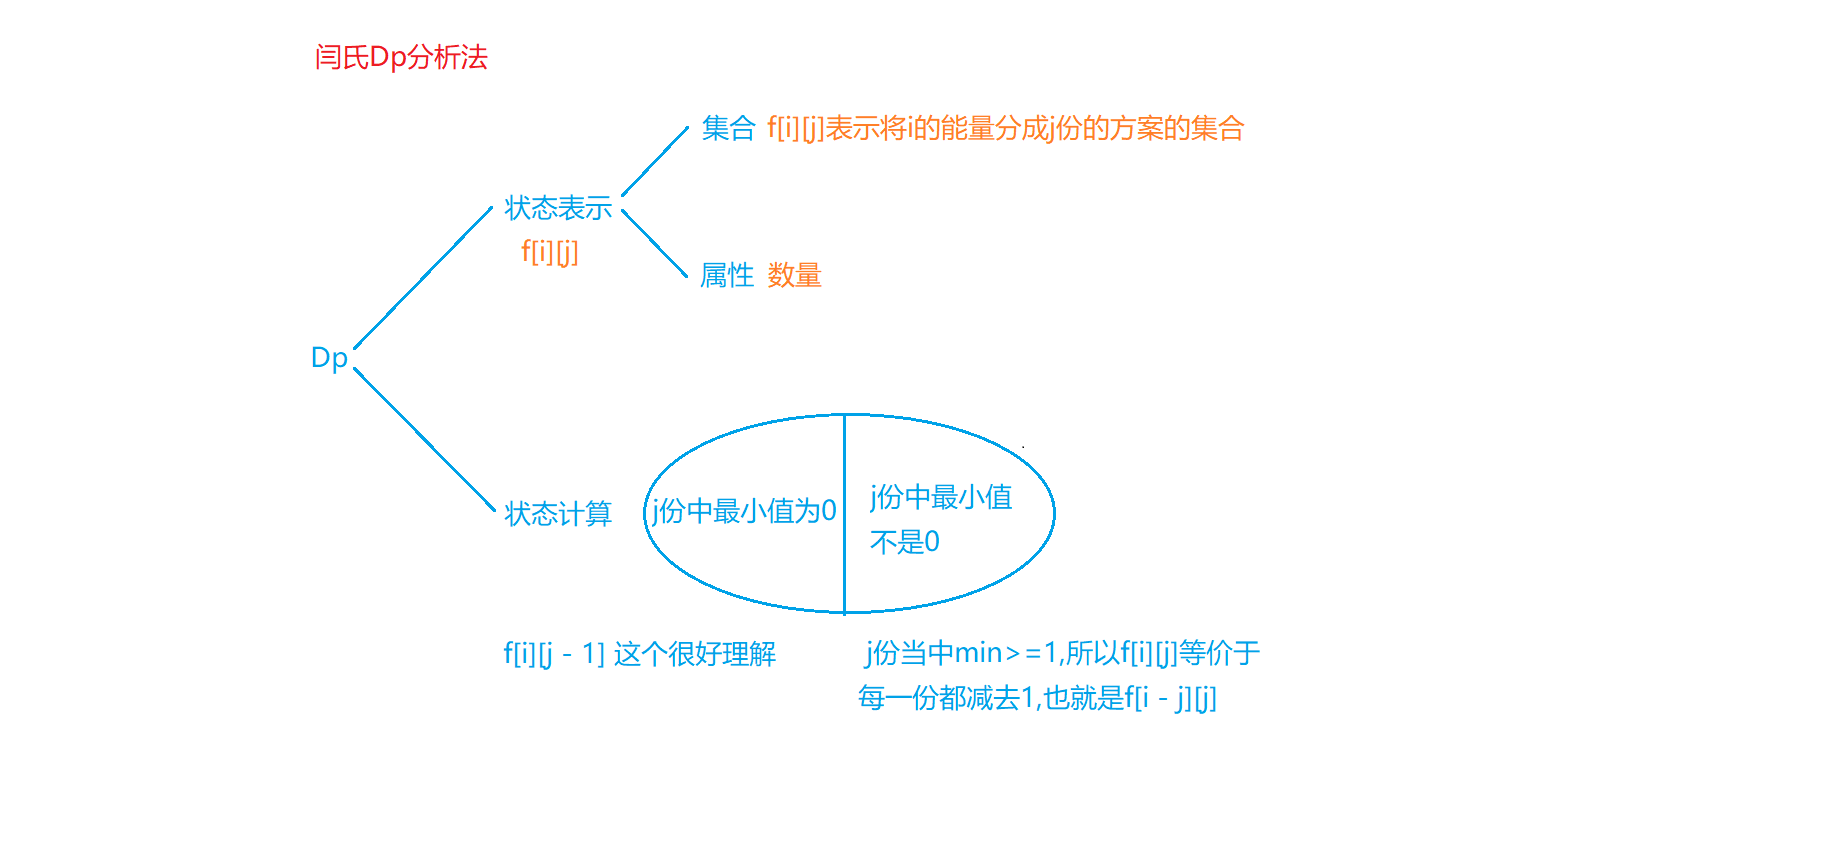 闫氏Dp分析法
集合 f[i][j]表示将i的能量分成j份的方案的集合
状态表示
f[i][j]
属性 数量
Dp
状态计算
j份中最小值为0
j份中最小值
不是0
f[i][j - 1] 这个很好理解
j份当中min>=1,所以f[i][j]等价于
每一份都减去1,也就是f[i - j][j]